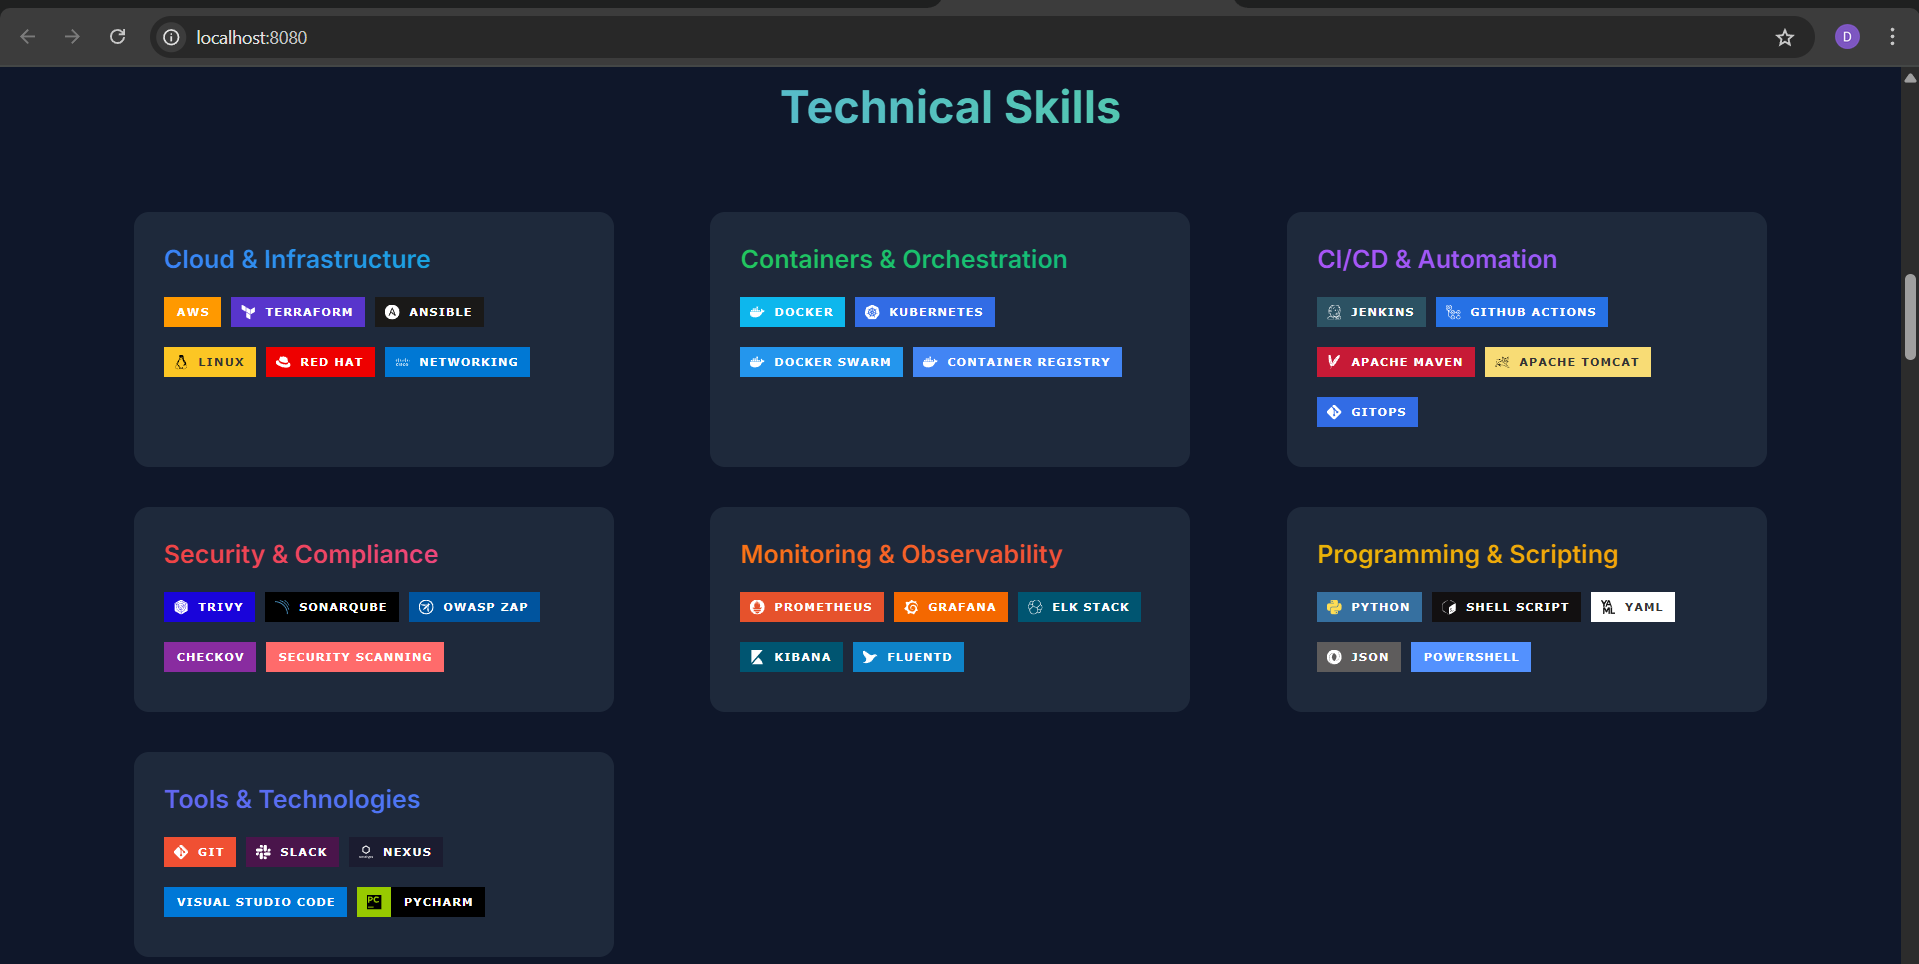 localhost:8080
D
Technical Skills
Cloud & Infrastructure
AWS TERRAFORM ANSIBLE
LINUX RED HAT NETWORKING
Containers & Orchestration
DOCKER KUBERNETES
DOCKER SWARM CONTAINER REGISTRY
CI/CD & Automation
JENKINS GITHUB ACTIONS
APACHE MAVEN APACHE TOMCAT
GITOPS
Security & Compliance
TRIVY SONARQUBE OWASP ZAP
CHECKOV SECURITY SCANNING
Monitoring & Observability
PROMETHEUS GRAFANA ELK STACK
KIBANA FLUENTD
Programming & Scripting
PYTHON SHELL SCRIPT YAML
JSON POWERSHELL
Tools & Technologies
GIT SLACK NEXUS
VISUAL STUDIO CODE PC PYCHARM